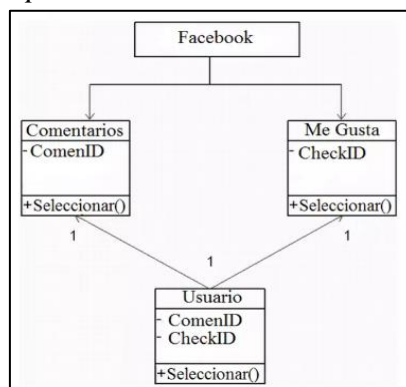 Facebook
Comentarios
- ComenID
+Seleccionar()
Me Gusta
- CheckID
+Seleccionar()
1
1
1
Usuario
- ComenID
- CheckID
+Seleccionar()